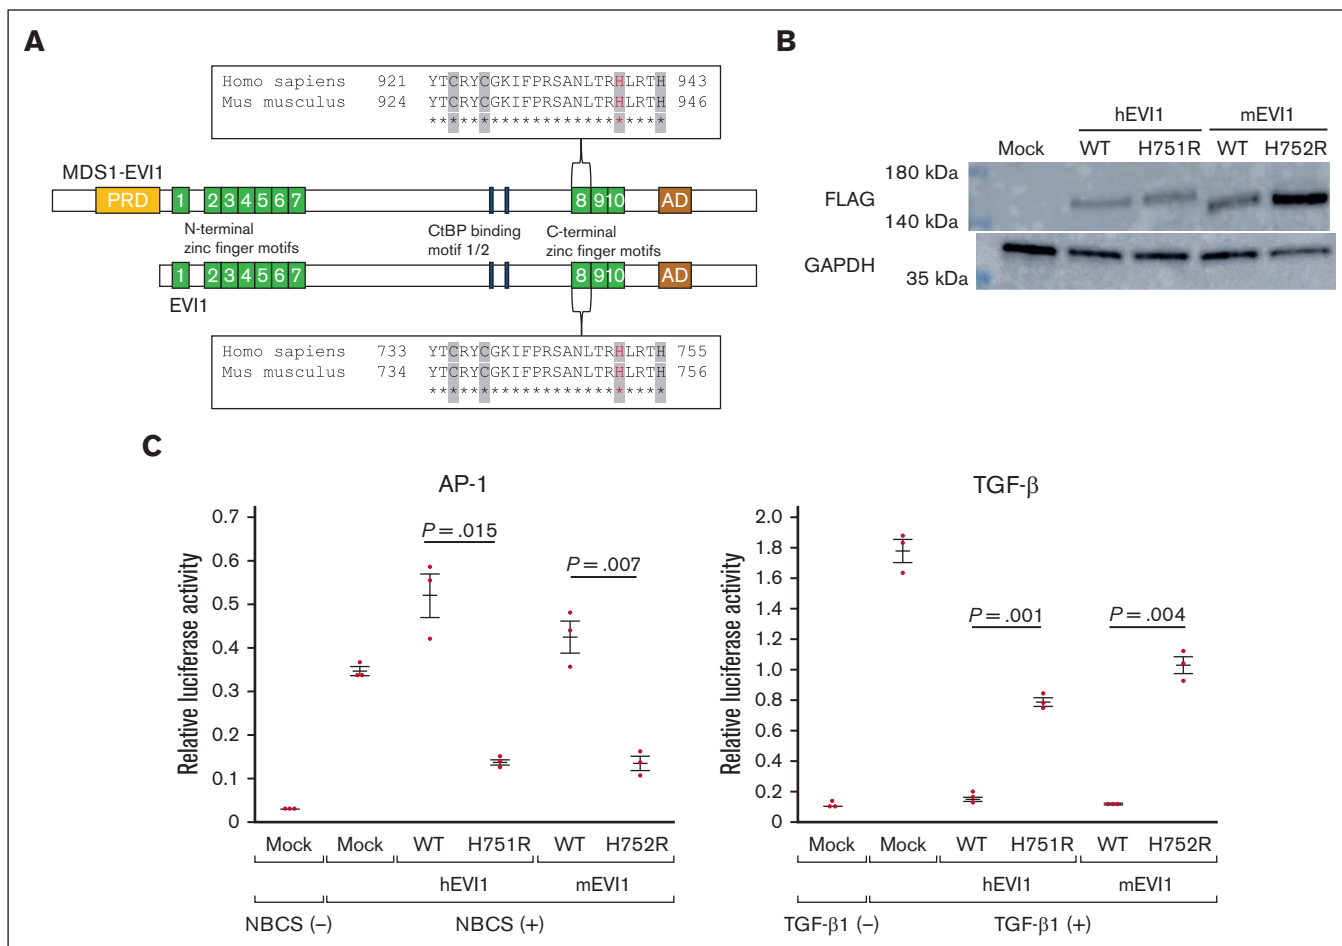 A
Homo sapiens 921 YTCRYCGKIFPRSANLTRHLRTH 943
Mus musculus 924 YTCRYCGKIFPRSANLTRHLRTH 946
***********************
MDS1-EVI1
PRD 1 2 3 4 5 6 7 8 9 10 AD
N-terminal
zinc finger motifs
CtBP binding
motif 1/2
C-terminal
zinc finger motifs
1 2 3 4 5 6 7 8 9 10 AD
EVI1
Homo sapiens 733 YTCRYCGKIFPRSANLTRHLRTH 755
Mus musculus 734 YTCRYCGKIFPRSANLTRHLRTH 756
***********************
B
hEVI1 mEVI1
Mock WT H751R WT H752R
180 kDa
FLAG
140 kDa
GAPDH
35 kDa
C
AP-1
Relative luciferase activity
0.7
0.6
0.5
0.4
0.3
0.2
0.1
0
P = .015
P = .007
Mock Mock WT H751R WT H752R
hEVI1 mEVI1
NBCS (–) NBCS (+)
TGF-β
Relative luciferase activity
2.0
1.8
1.6
1.4
1.2
1.0
0.8
0.6
0.4
0.2
0
P = .001
P = .004
Mock Mock WT H751R WT H752R
hEVI1 mEVI1
TGF-β1 (–) TGF-β1 (+)